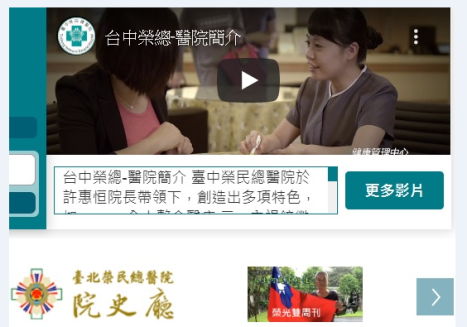 台中榮總-醫院簡介
健康管理中心
台中榮總-醫院簡介 臺中榮民總醫院於
許惠恒院長帶領下，創造出多項特色，
更多影片
臺北榮民總醫院
院史廳
榮光雙周刊